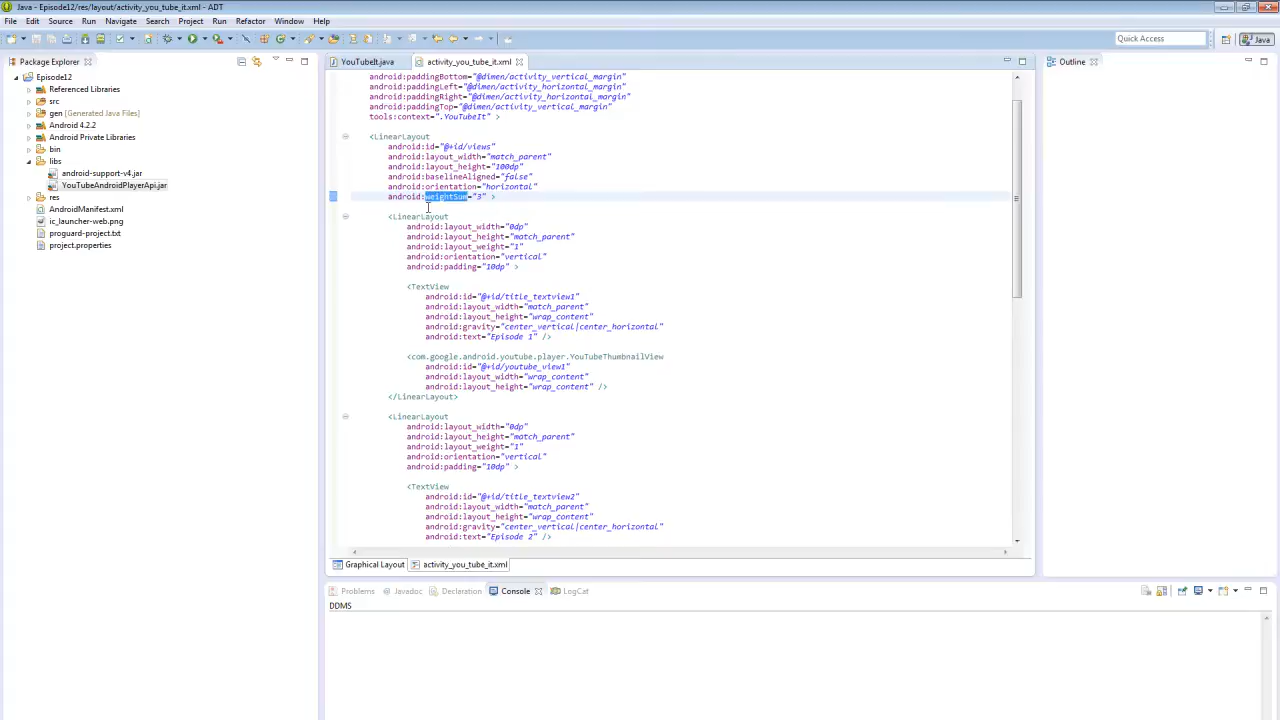 Java - Episode12/res/layout/activity_you_tube_it.xml - ADT
File Edit Source Run Navigate Search Project Run Refactor Window Help
Quick Access
Java
Package Explorer
Episode12
Referenced Libraries
src
gen [Generated Java Files]
Android 4.2.2
Android Private Libraries
bin
libs
android-support-v4.jar
YouTubeAndroidPlayerApi.jar
res
AndroidManifest.xml
ic_launcher-web.png
proguard-project.txt
project.properties
YouTubeIt.java
activity_you_tube_it.xml
android:paddingBottom="@dimen/activity_vertical_margin"
android:paddingLeft="@dimen/activity_horizontal_margin"
android:paddingRight="@dimen/activity_horizontal_margin"
android:paddingTop="@dimen/activity_vertical_margin"
tools:context=".YouTubeIt" >
<LinearLayout
android:id="@+id/views"
android:layout_width="match_parent"
android:layout_height="100dp"
android:baselineAligned="false"
android:orientation="horizontal"
android:weightSum="3" >
<LinearLayout
android:layout_width="0dp"
android:layout_height="match_parent"
android:layout_weight="1"
android:orientation="vertical"
android:padding="10dp" >
<TextView
android:id="@+id/title_textview1"
android:layout_width="match_parent"
android:layout_height="wrap_content"
android:gravity="center_vertical|center_horizontal"
android:text="Episode 1" />
<com.google.android.youtube.player.YouTubeThumbnailView
android:id="@+id/youtube_view1"
android:layout_width="wrap_content"
android:layout_height="wrap_content" />
</LinearLayout>
<LinearLayout
android:layout_width="0dp"
android:layout_height="match_parent"
android:layout_weight="1"
android:orientation="vertical"
android:padding="10dp" >
<TextView
android:id="@+id/title_textview2"
android:layout_width="match_parent"
android:layout_height="wrap_content"
android:gravity="center_vertical|center_horizontal"
android:text="Episode 2" />
Graphical Layout
activity_you_tube_it.xml
Outline
Problems
Javadoc
Declaration
Console
LogCat
DDMS